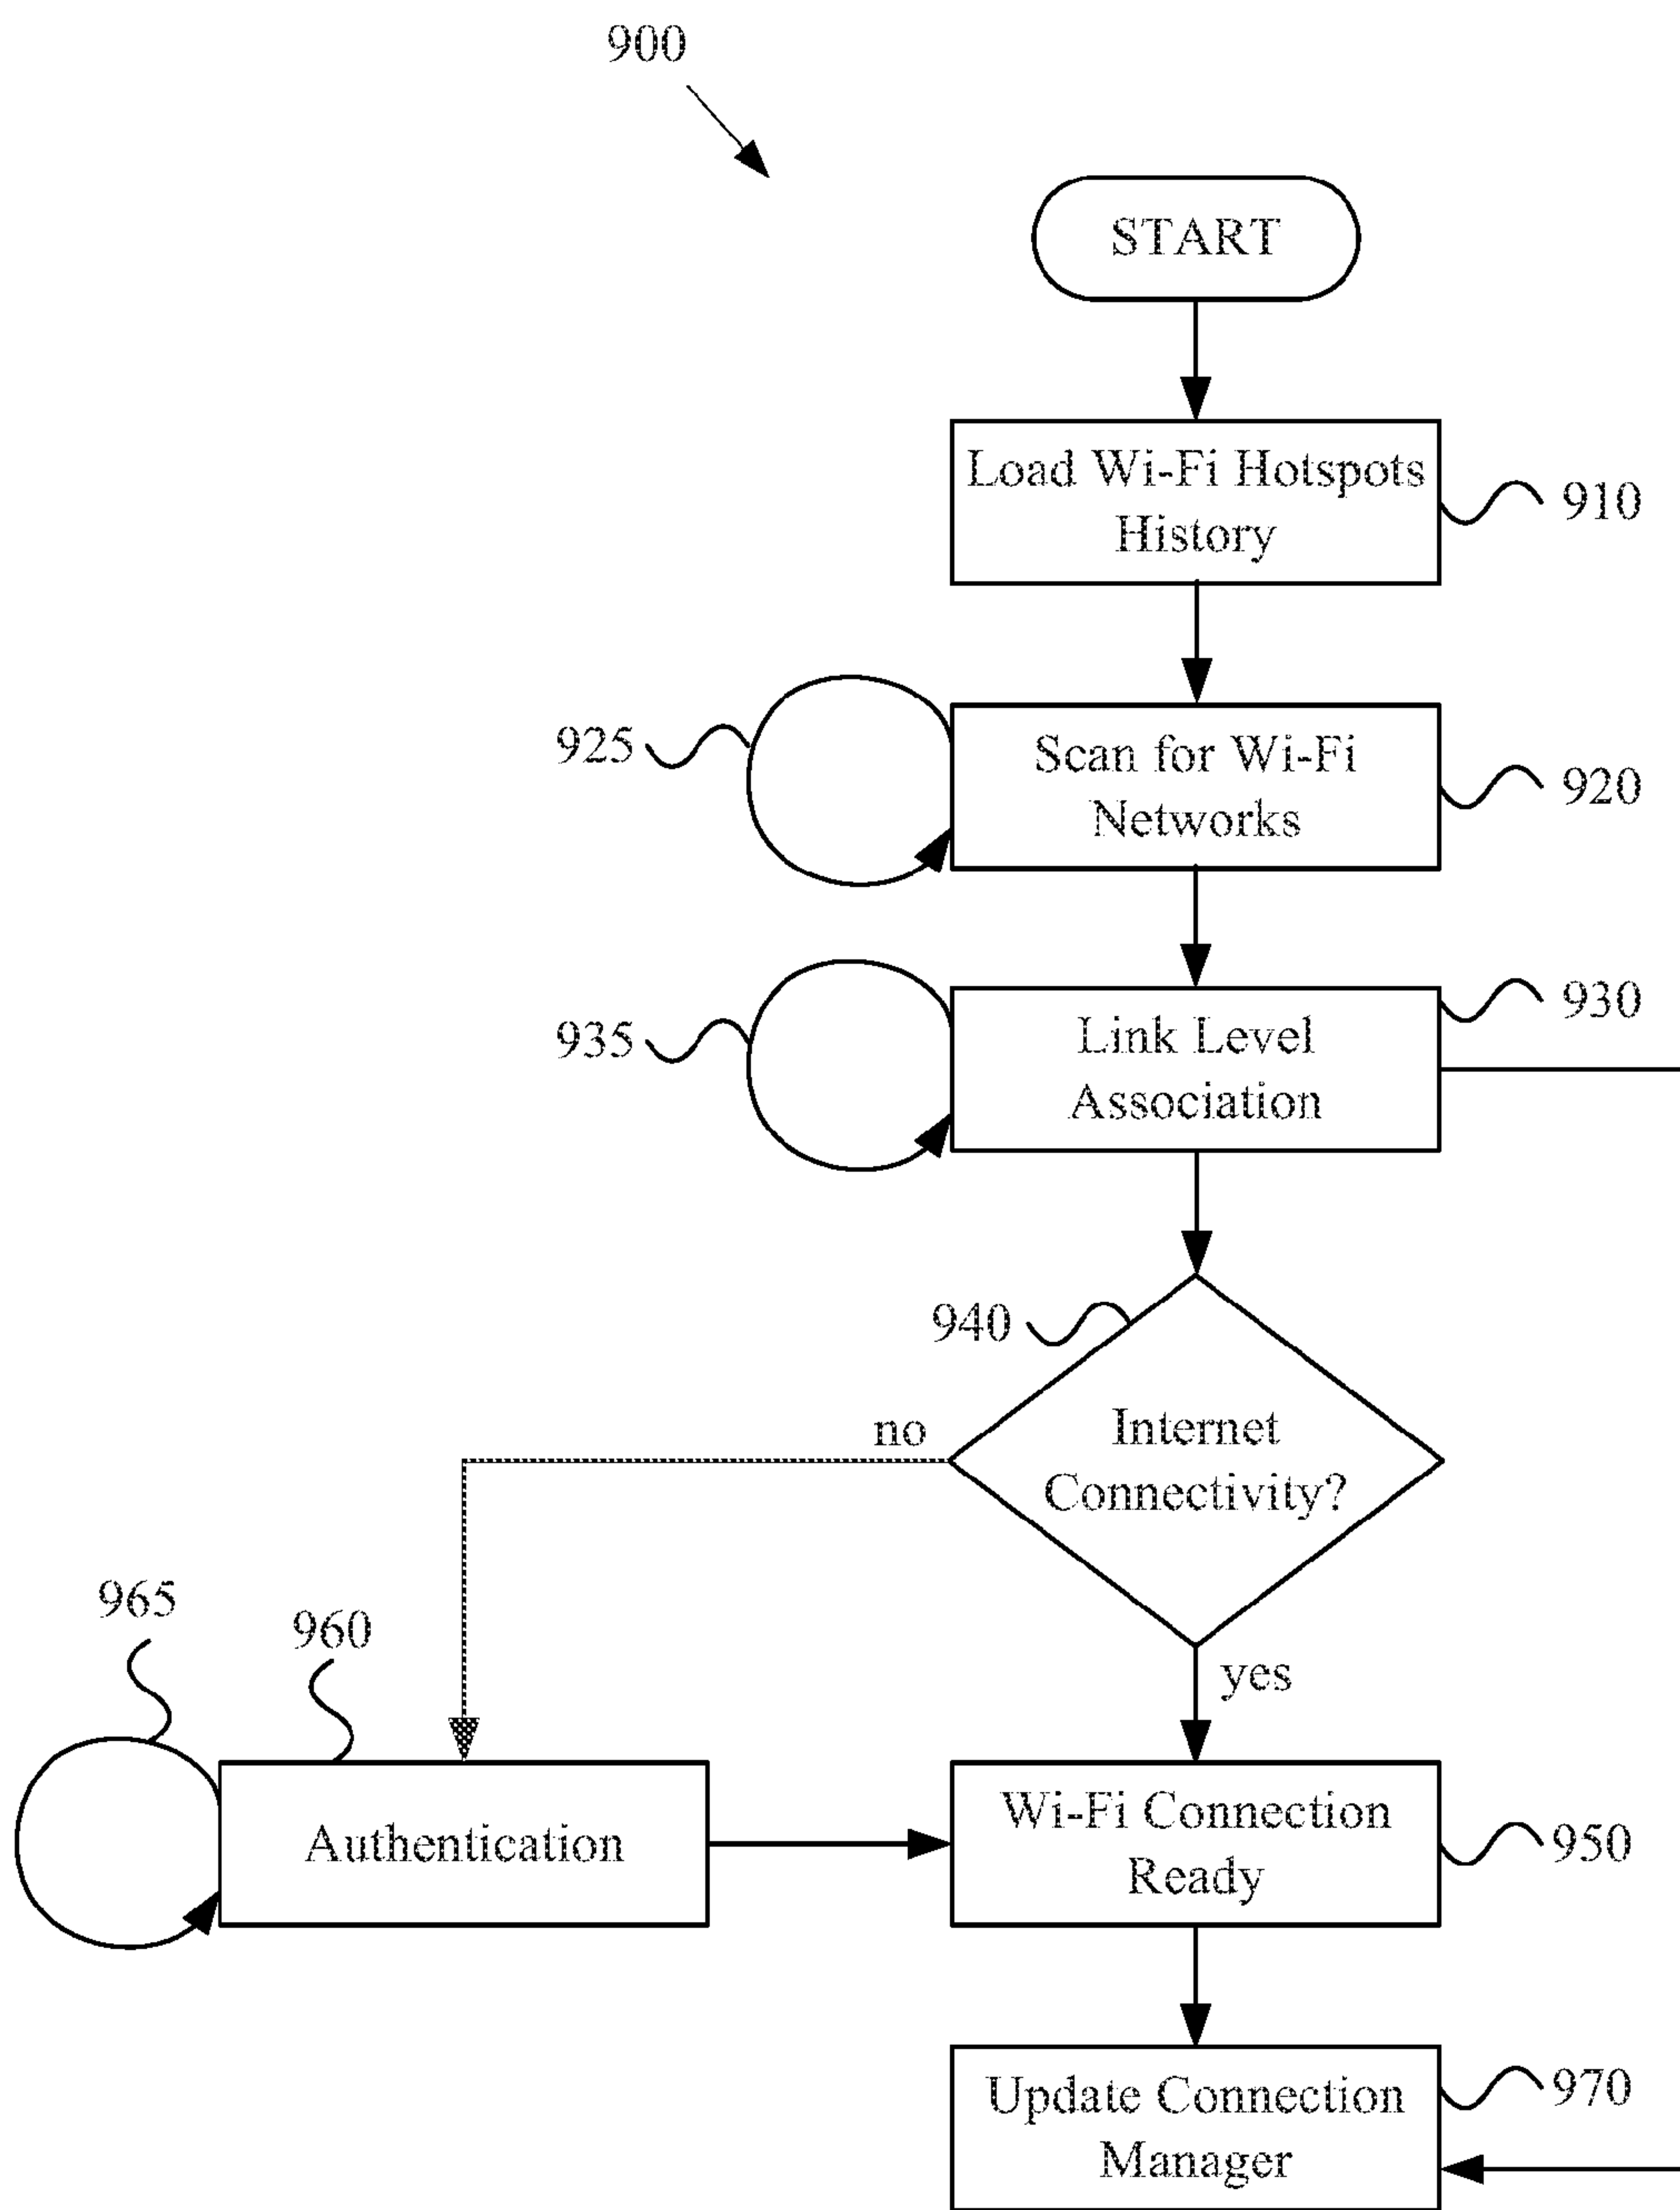 900
START
Load Wi-Fi Hotspots
History
910
925
Scan for Wi-Fi
Networks
920
935
Link Level
Association
930
940
Internet
Connectivity?
no
yes
965
960
Authentication
Wi-Fi Connection
Ready
950
Update Connection
Manager
970